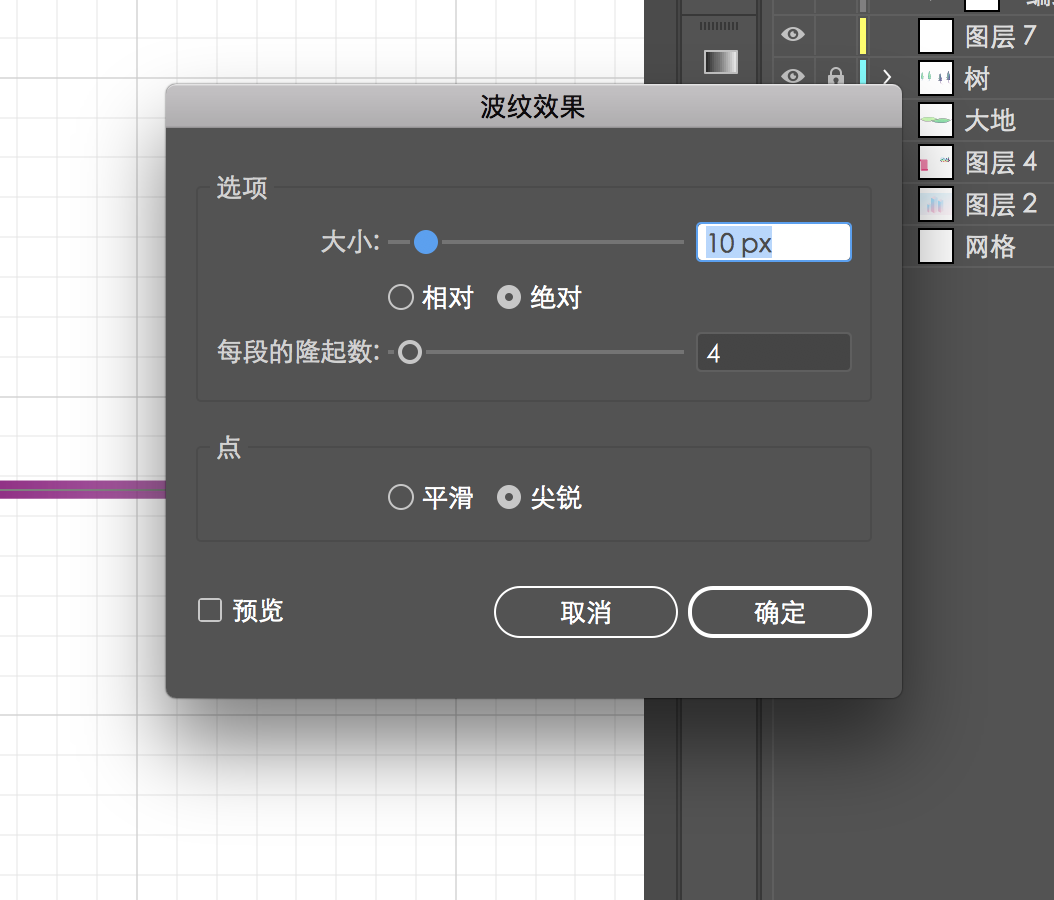 图层 7
树
大地
图层 4
图层 2
网格
波纹效果
选项
大小:
10 px
相对 绝对
每段的隆起数:
4
点
平滑 尖锐
预览
取消 确定